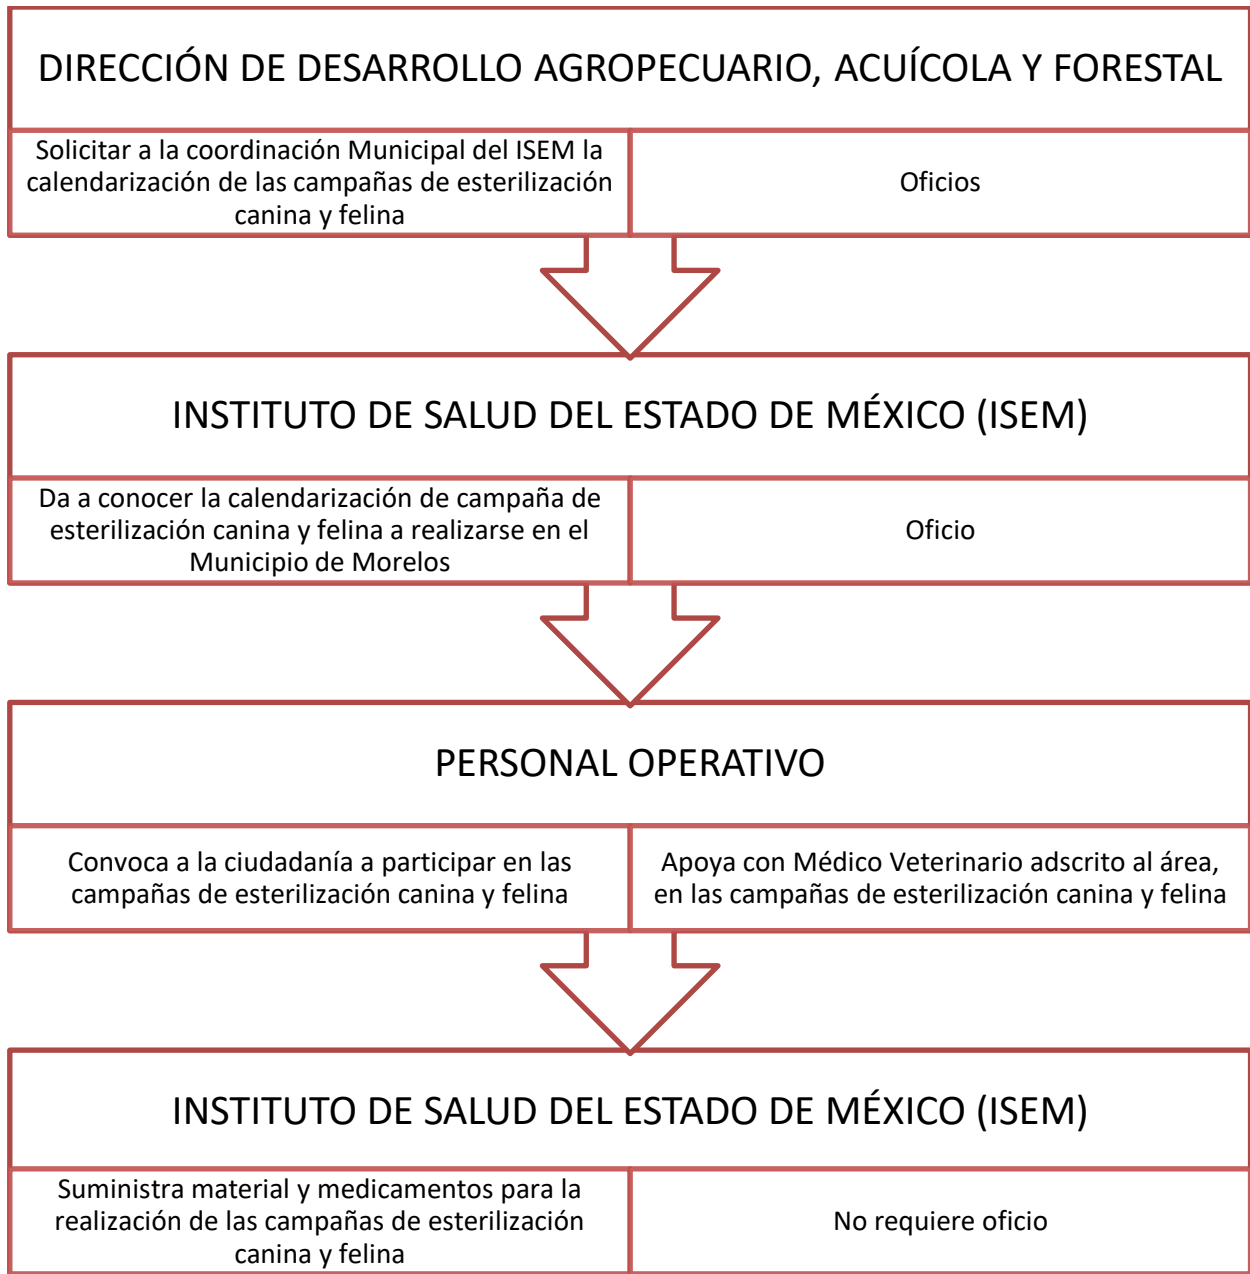 DIRECCIÓN DE DESARROLLO AGROPECUARIO, ACUÍCOLA Y FORESTAL
Solicitar a la coordinación Municipal del ISEM la
calendarización de las campañas de esterilización
canina y felina
Oficios
INSTITUTO DE SALUD DEL ESTADO DE MÉXICO (ISEM)
Da a conocer la calendarización de campaña de
esterilización canina y felina a realizarse en el
Municipio de Morelos
Oficio
PERSONAL OPERATIVO
Convoca a la ciudadanía a participar en las
campañas de esterilización canina y felina
Apoya con Médico Veterinario adscrito al área,
en las campañas de esterilización canina y felina
INSTITUTO DE SALUD DEL ESTADO DE MÉXICO (ISEM)
Suministra material y medicamentos para la
realización de las campañas de esterilización
canina y felina
No requiere oficio